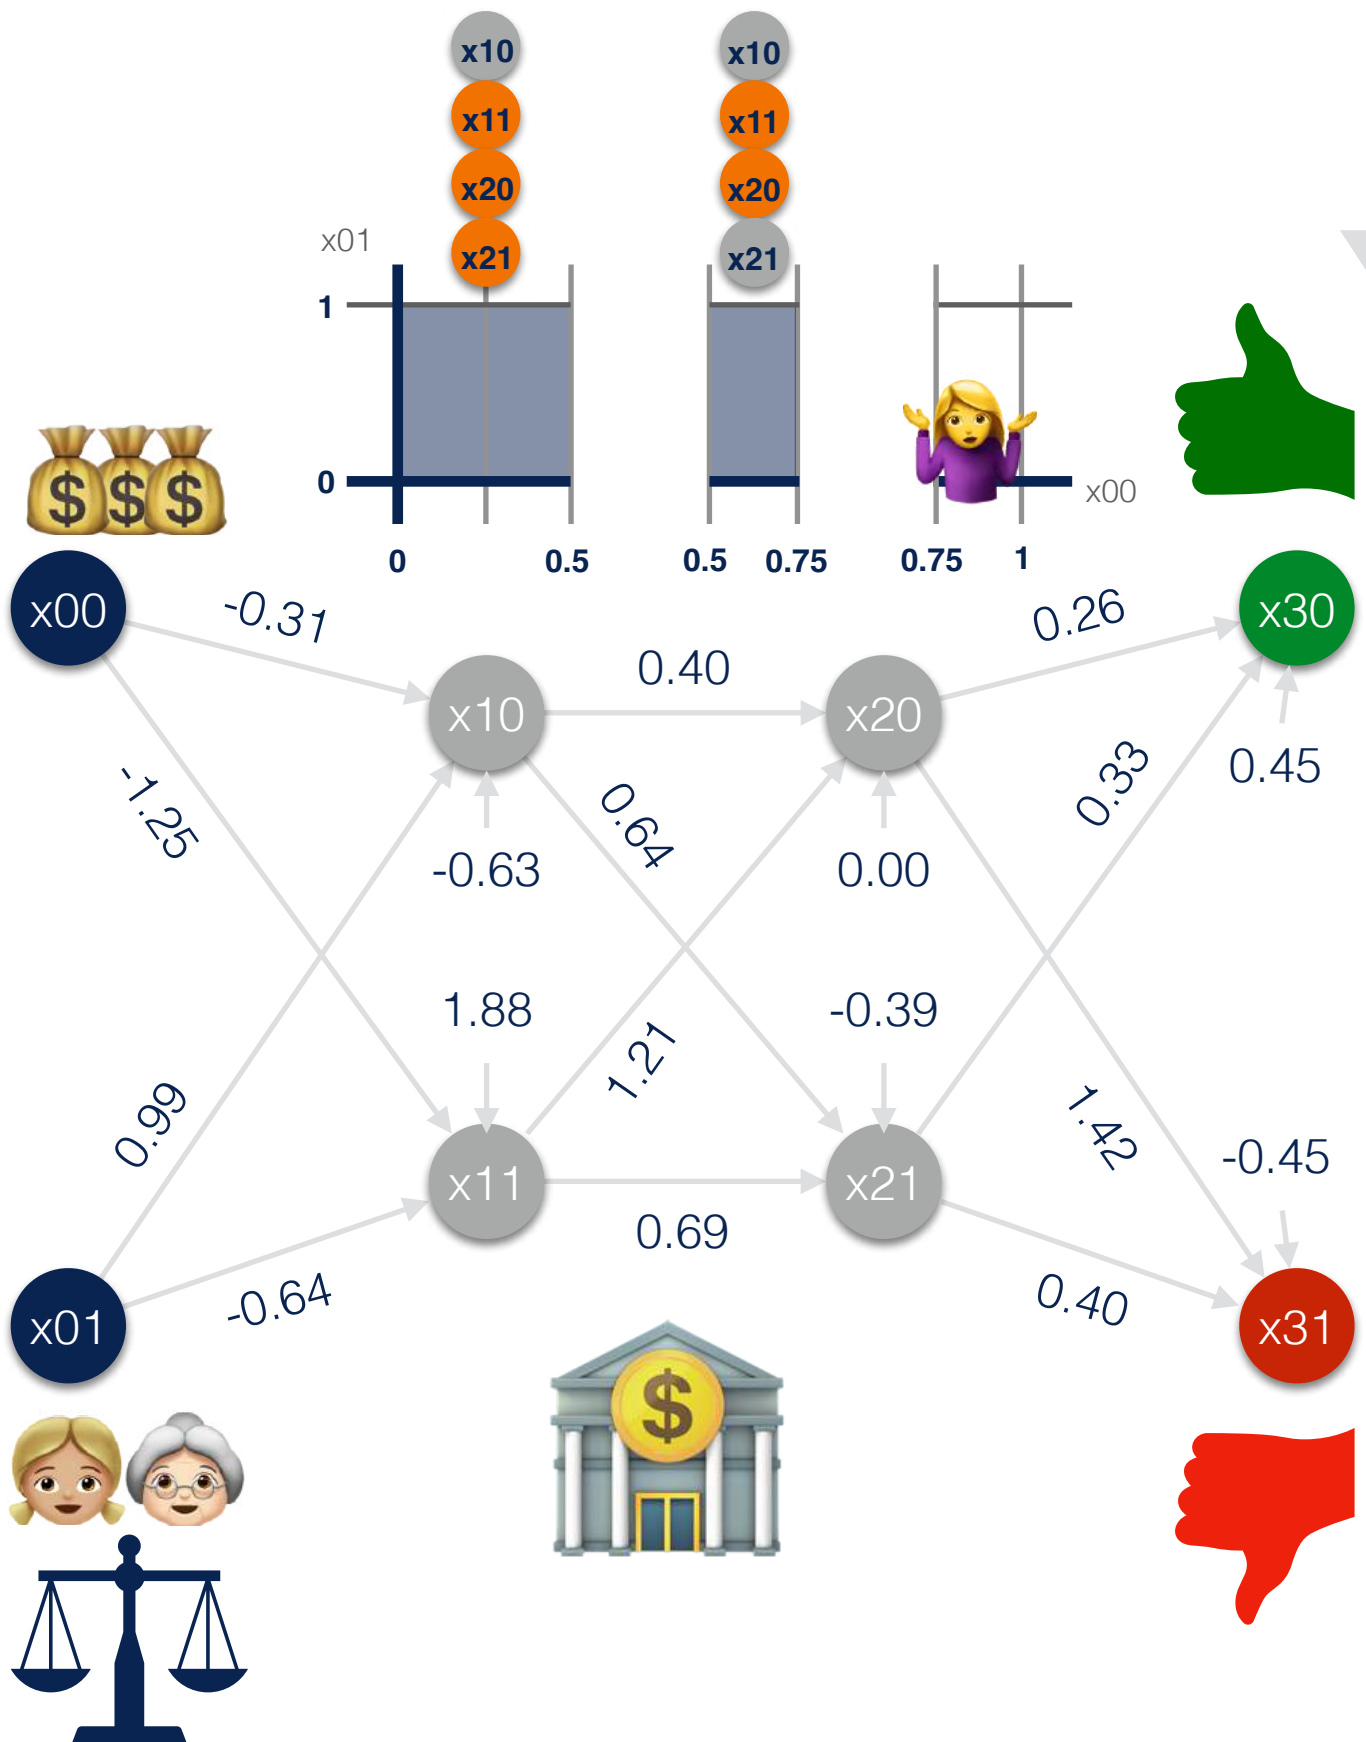 x10 x10
x11 x11
x20 x20
x21 x21
x01
1
0
x00
0 0.5 0.5 0.75 0.75 1
$ $ $
x00 -0.31 0.26 x30
0.40
x10 x20
-1.25 0.64 0.33 0.45
-0.63 0.00
1.88 -0.39
0.99 1.21 1.42 -0.45
x11 x21
0.69
-0.64 0.40
x01 x31
$